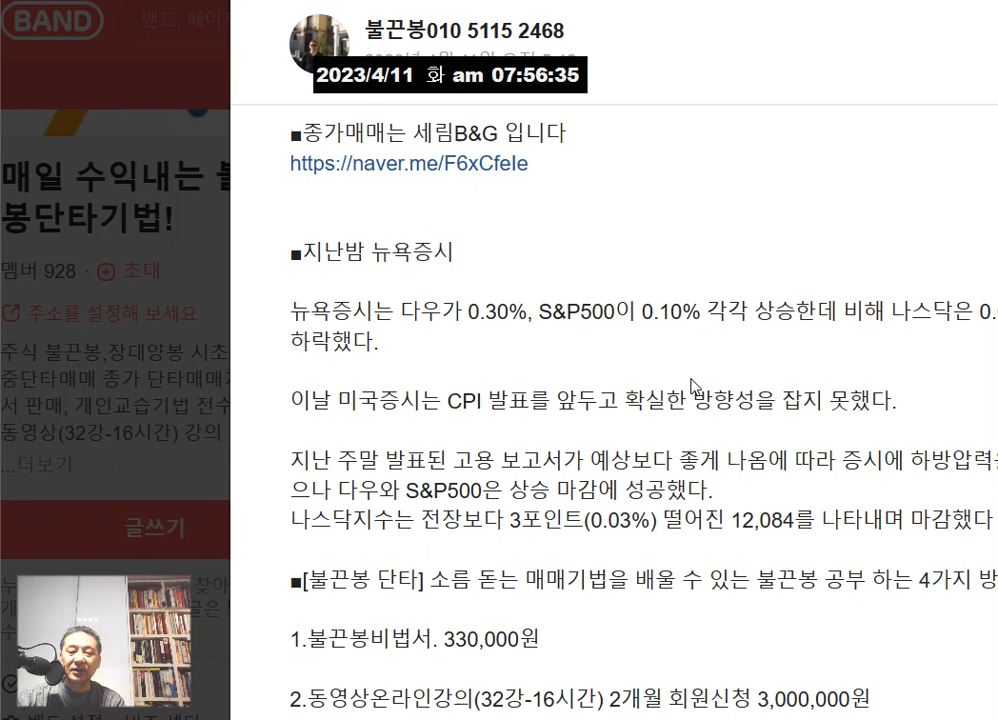 BAND
밴드, 페이
매일 수익내는 불
봉단타기법!
멤버 928 · 초대
주소를 설정해 보세요
주식 불끈봉,장대양봉 시초
중단타매매 종가 단타매매기
서 판매, 개인교습기법 전수
동영상(32강-16시간) 강의
...더보기
글쓰기
불끈봉010 5115 2468
2023/4/11 화 am 07:56:35
■종가매매는 세림B&G 입니다
https://naver.me/F6xCfeIe
■지난밤 뉴욕증시
뉴욕증시는 다우가 0.30%, S&P500이 0.10% 각각 상승한데 비해 나스닥은 0.
하락했다.
이날 미국증시는 CPI 발표를 앞두고 확실한 방향성을 잡지 못했다.
지난 주말 발표된 고용 보고서가 예상보다 좋게 나옴에 따라 증시에 하방압력을
으나 다우와 S&P500은 상승 마감에 성공했다.
나스닥지수는 전장보다 3포인트(0.03%) 떨어진 12,084를 나타내며 마감했다
■[불끈봉 단타] 소름 돋는 매매기법을 배울 수 있는 불끈봉 공부 하는 4가지 방
1.불끈봉비법서. 330,000원
2.동영상온라인강의(32강-16시간) 2개월 회원신청 3,000,000원